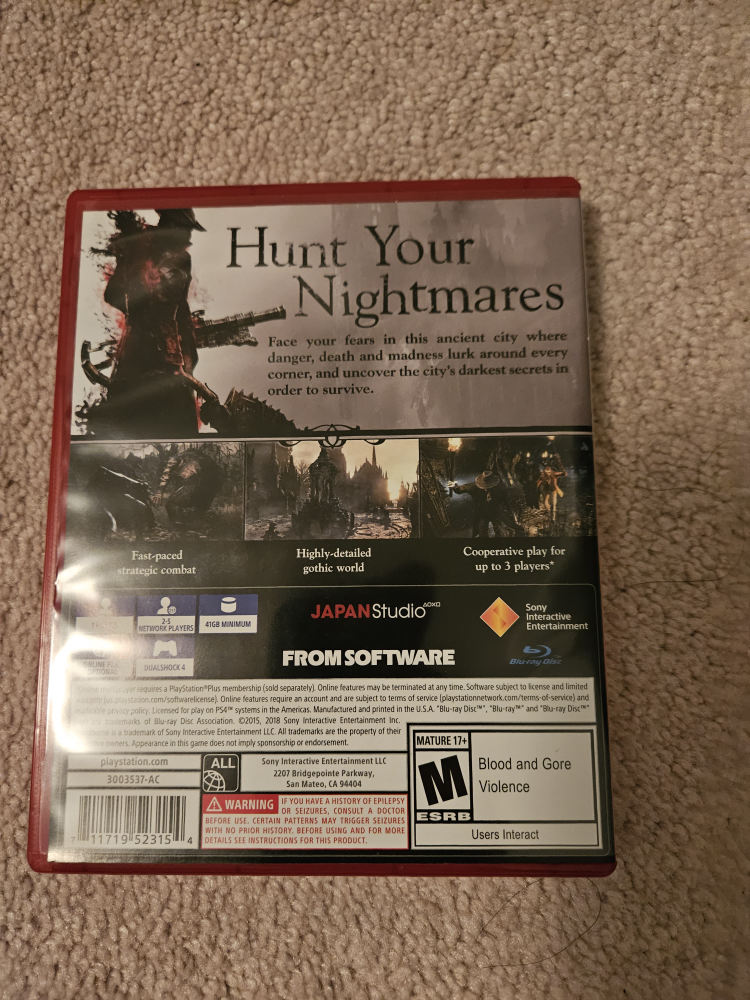 Hunt Your
Nightmares
Face your fears in this ancient city where
danger, death and madness lurk around every
corner, and uncover the city's darkest secrets in
order to survive.
Fast-paced
strategic combat
Highly-detailed
gothic world
Cooperative play for
up to 3 players*
2-5
NETWORK PLAYERS
41GB MINIMUM
OPTIONAL
DUALSHOCK 4
JAPANStudio
FROMSOFTWARE
Sony
Interactive
Entertainment
Blu-ray Disc
requires a PlayStation®Plus membership (sold separately). Online features may be terminated at any time. Software subject to license and limited
(us.playstation.com/softwarelicense). Online features require an account and are subject to terms of service (playstationnetwork.com/terms-of-service) and
privacy policy. Licensed for play on PS4™ systems in the Americas. Manufactured and printed in the U.S.A. "Blu-ray Disc™", "Blu-ray™" and "Blu-ray Disc™"
trademarks of Blu-ray Disc Association. ©2015, 2018 Sony Interactive Entertainment Inc.
is a trademark of Sony Interactive Entertainment LLC. All trademarks are the property of their
owners. Appearance in this game does not imply sponsorship or endorsement.
playstation.com
3003537-AC
ALL
Sony Interactive Entertainment LLC
2207 Bridgepointe Parkway,
San Mateo, CA 94404
WARNING IF YOU HAVE A HISTORY OF EPILEPSY
OR SEIZURES, CONSULT A DOCTOR
BEFORE USE. CERTAIN PATTERNS MAY TRIGGER SEIZURES
WITH NO PRIOR HISTORY. BEFORE USING AND FOR MORE
DETAILS SEE INSTRUCTIONS FOR THIS PRODUCT.
7 11719 52315 4
MATURE 17+
M
ESRB
Blood and Gore
Violence
Users Interact